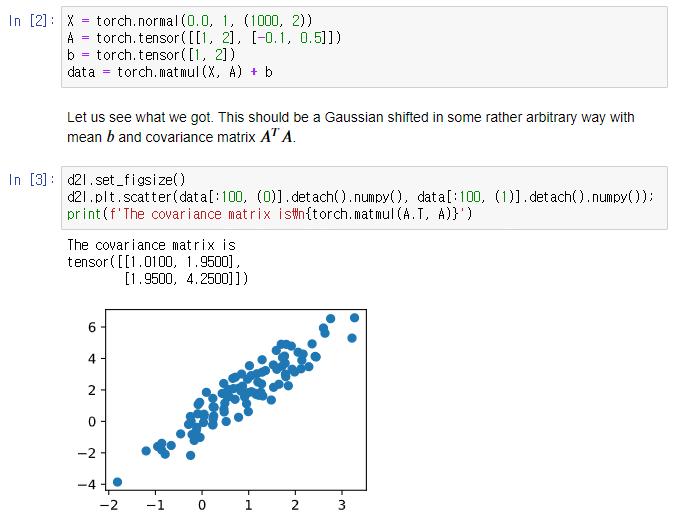 In [2]: X = torch.normal(0.0, 1, (1000, 2))
A = torch.tensor([[1, 2], [-0.1, 0.5]])
b = torch.tensor([1, 2])
data = torch.matmul(X, A) + b
Let us see what we got. This should be a Gaussian shifted in some rather arbitrary way with
mean b and covariance matrix AᵀA.
In [3]: d2l.set_figsize()
d2l.plt.scatter(data[:100, (0)].detach().numpy(), data[:100, (1)].detach().numpy());
print(f'The covariance matrix is₩n{torch.matmul(A.T, A)}')
The covariance matrix is
tensor([[1.0100, 1.9500],
[1.9500, 4.2500]])
6
4
2
0
−2
−4
−2 −1 0 1 2 3